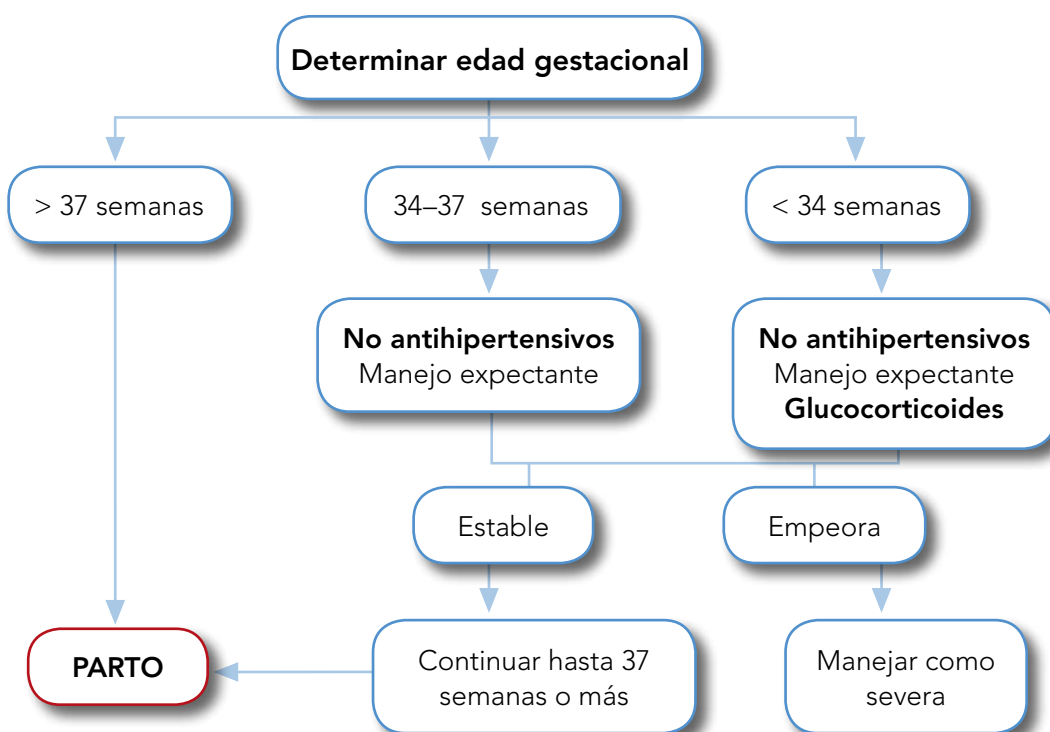 Determinar edad gestacional
> 37 semanas
34–37 semanas
< 34 semanas
No antihipertensivos
Manejo expectante
No antihipertensivos
Manejo expectante
Glucocorticoides
Estable
Empeora
PARTO
Continuar hasta 37
semanas o más
Manejar como
severa